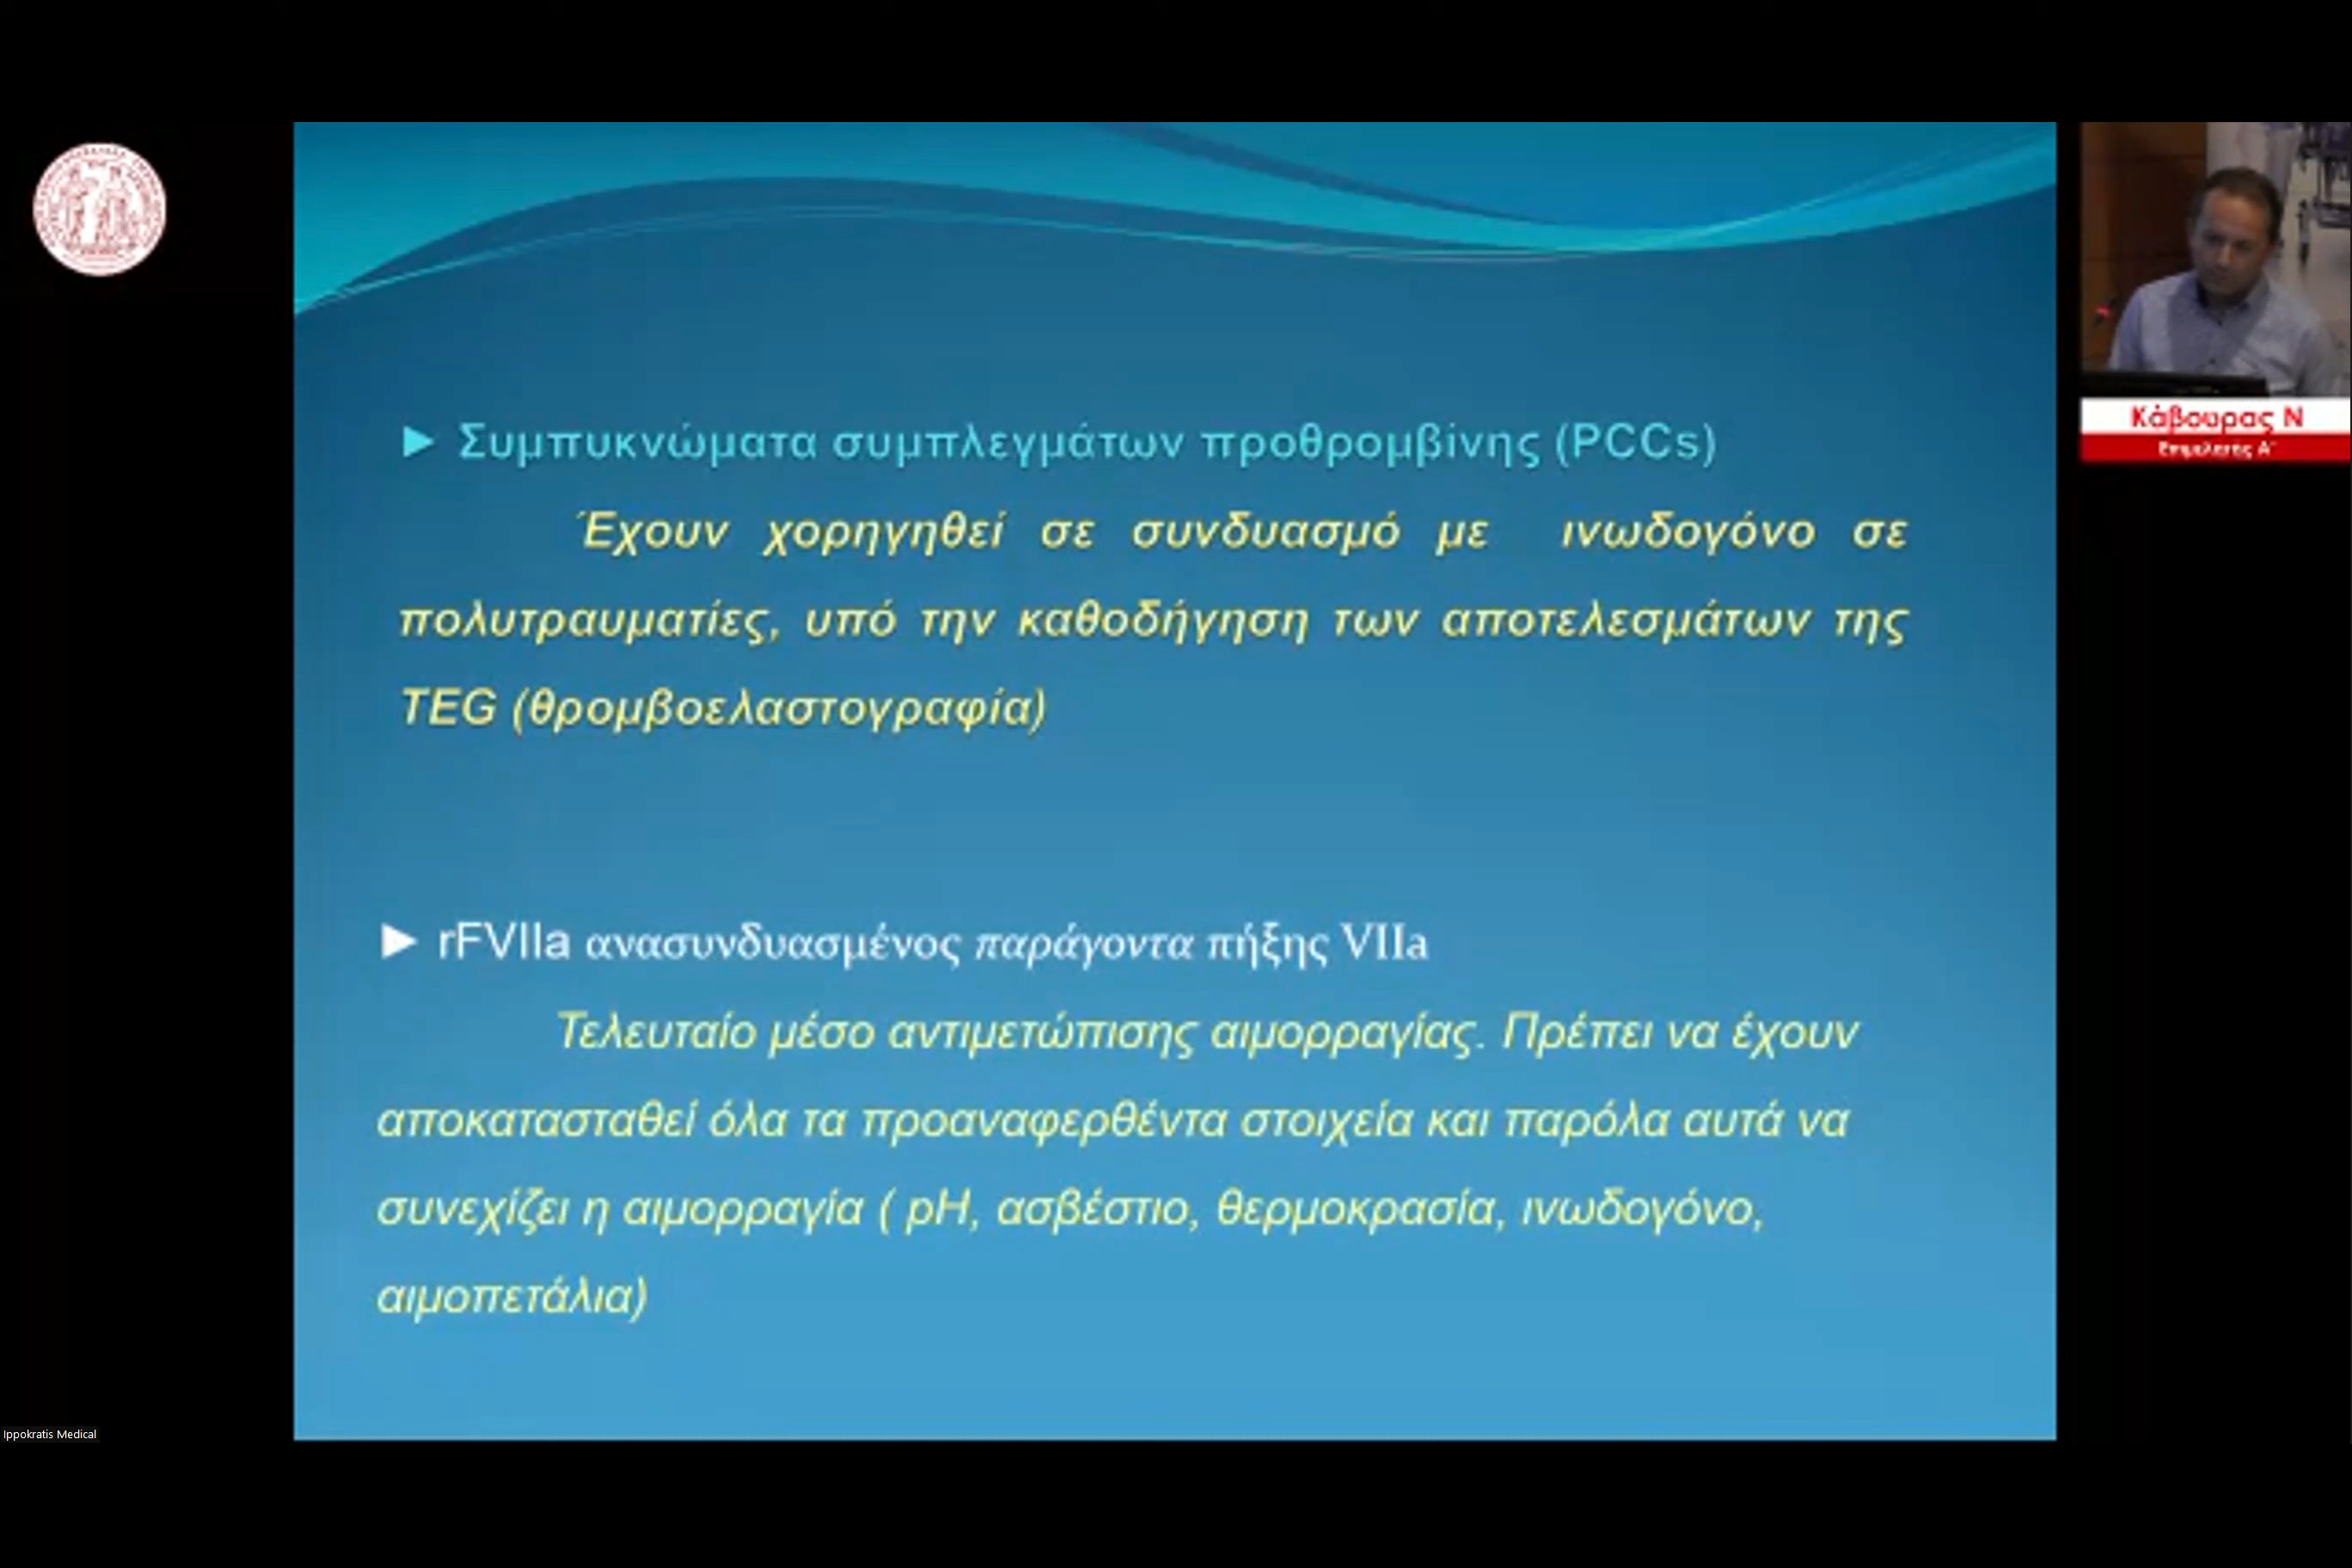 ► Συμπυκνώματα συμπλεγμάτων προθρομβίνης (PCCs)
Έχουν χορηγηθεί σε συνδυασμό με ινωδογόνο σε
πολυτραυματίες, υπό την καθοδήγηση των αποτελεσμάτων της
TEG (θρομβοελαστογραφία)
► rFVIIa ανασυνδυασμένος παράγοντα πήξης VIIa
Τελευταίο μέσο αντιμετώπισης αιμορραγίας. Πρέπει να έχουν
αποκατασταθεί όλα τα προαναφερθέντα στοιχεία και παρόλα αυτά να
συνεχίζει η αιμορραγία ( pH, ασβέστιο, θερμοκρασία, ινωδογόνο,
αιμοπετάλια)
Κάβουρας Ν
Επιμελητής Α'
Ippokratis Medical